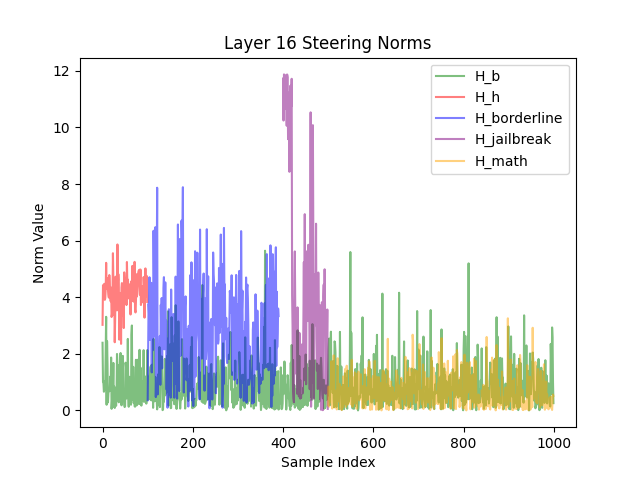 Layer 16 Steering Norms
Norm Value
12
10
8
6
4
2
0
H_b
H_h
H_borderline
H_jailbreak
H_math
0
200
400
600
800
1000
Sample Index